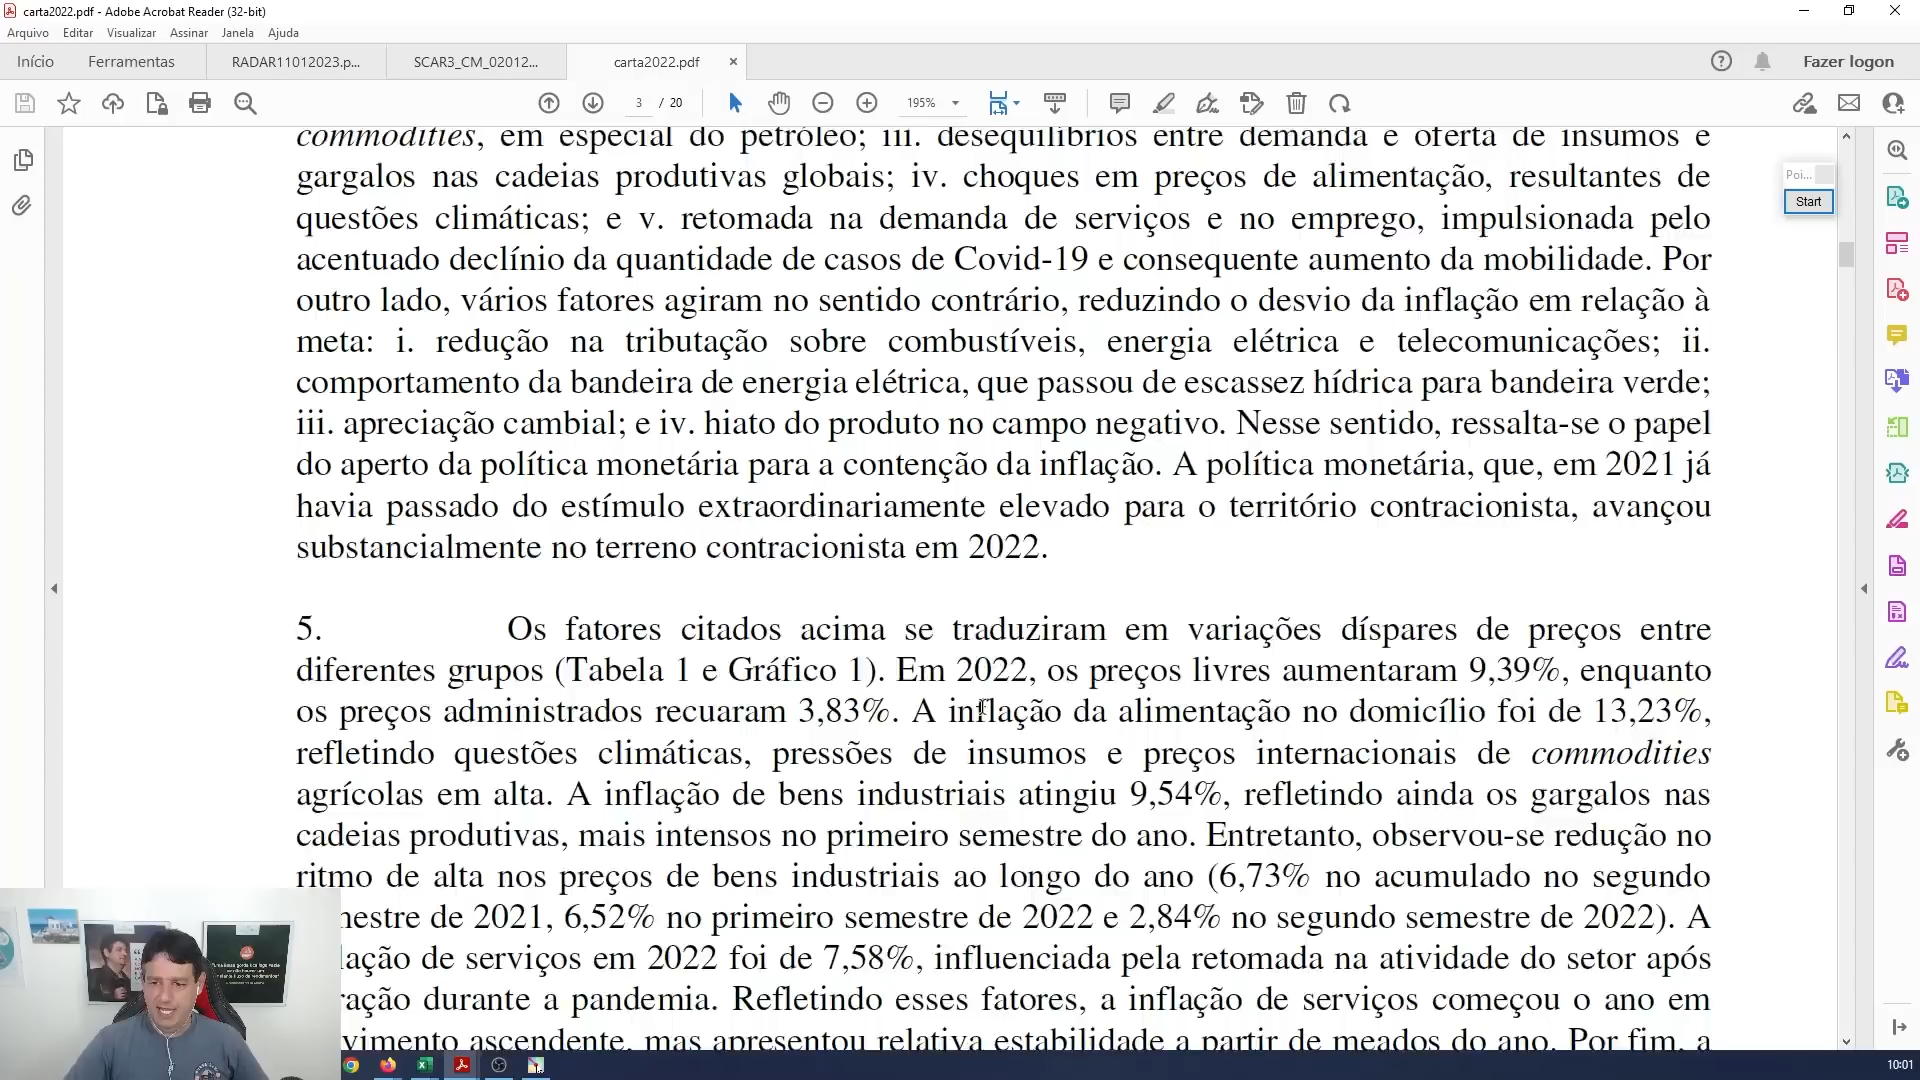 carta2022.pdf - Adobe Acrobat Reader (32-bit)
Arquivo Editar Visualizar Assinar Janela Ajuda
Início Ferramentas RADAR11012023.p... SCAR3_CM_02012... carta2022.pdf Fazer logon
3 / 20 195%
commodities, em especial do petróleo; iii. desequilíbrios entre demanda e oferta de insumos e
gargalos nas cadeias produtivas globais; iv. choques em preços de alimentação, resultantes de
questões climáticas; e v. retomada na demanda de serviços e no emprego, impulsionada pelo
acentuado declínio da quantidade de casos de Covid-19 e consequente aumento da mobilidade. Por
outro lado, vários fatores agiram no sentido contrário, reduzindo o desvio da inflação em relação à
meta: i. redução na tributação sobre combustíveis, energia elétrica e telecomunicações; ii.
comportamento da bandeira de energia elétrica, que passou de escassez hídrica para bandeira verde;
iii. apreciação cambial; e iv. hiato do produto no campo negativo. Nesse sentido, ressalta-se o papel
do aperto da política monetária para a contenção da inflação. A política monetária, que, em 2021 já
havia passado do estímulo extraordinariamente elevado para o território contracionista, avançou
substancialmente no terreno contracionista em 2022.
5. Os fatores citados acima se traduziram em variações díspares de preços entre
diferentes grupos (Tabela 1 e Gráfico 1). Em 2022, os preços livres aumentaram 9,39%, enquanto
os preços administrados recuaram 3,83%. A inflação da alimentação no domicílio foi de 13,23%,
refletindo questões climáticas, pressões de insumos e preços internacionais de commodities
agrícolas em alta. A inflação de bens industriais atingiu 9,54%, refletindo ainda os gargalos nas
cadeias produtivas, mais intensos no primeiro semestre do ano. Entretanto, observou-se redução no
ritmo de alta nos preços de bens industriais ao longo do ano (6,73% no acumulado no segundo
mestre de 2021, 6,52% no primeiro semestre de 2022 e 2,84% no segundo semestre de 2022). A
lação de serviços em 2022 foi de 7,58%, influenciada pela retomada na atividade do setor após
ração durante a pandemia. Refletindo esses fatores, a inflação de serviços começou o ano em
vimento ascendente, mas apresentou relativa estabilidade a partir de meados do ano. Por fim, a
Poi...
Start
10:01